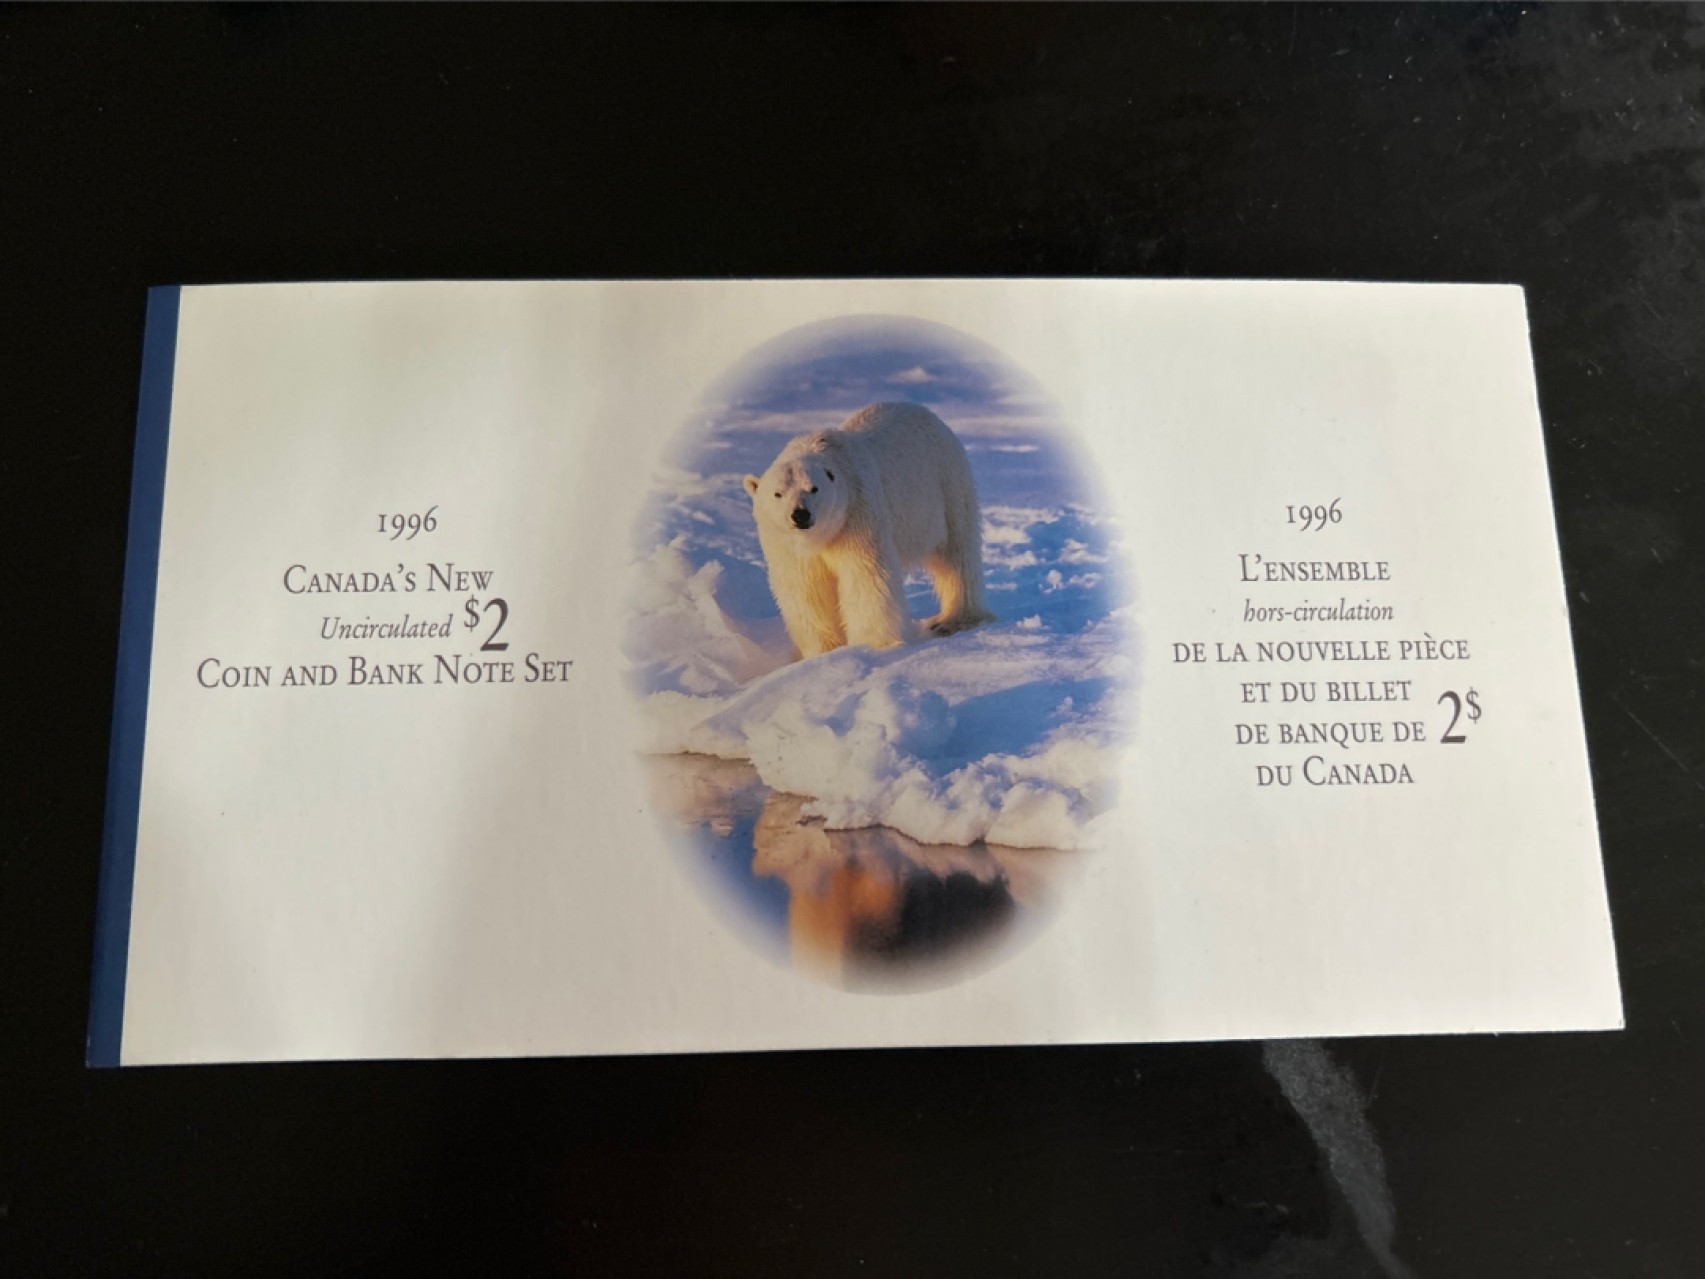 1996
CANADA'S NEW
Uncirculated $2
COIN AND BANK NOTE SET
1996
L'ENSEMBLE
hors-circulation
DE LA NOUVELLE PIÈCE
ET DU BILLET
DE BANQUE DE 2$
DU CANADA